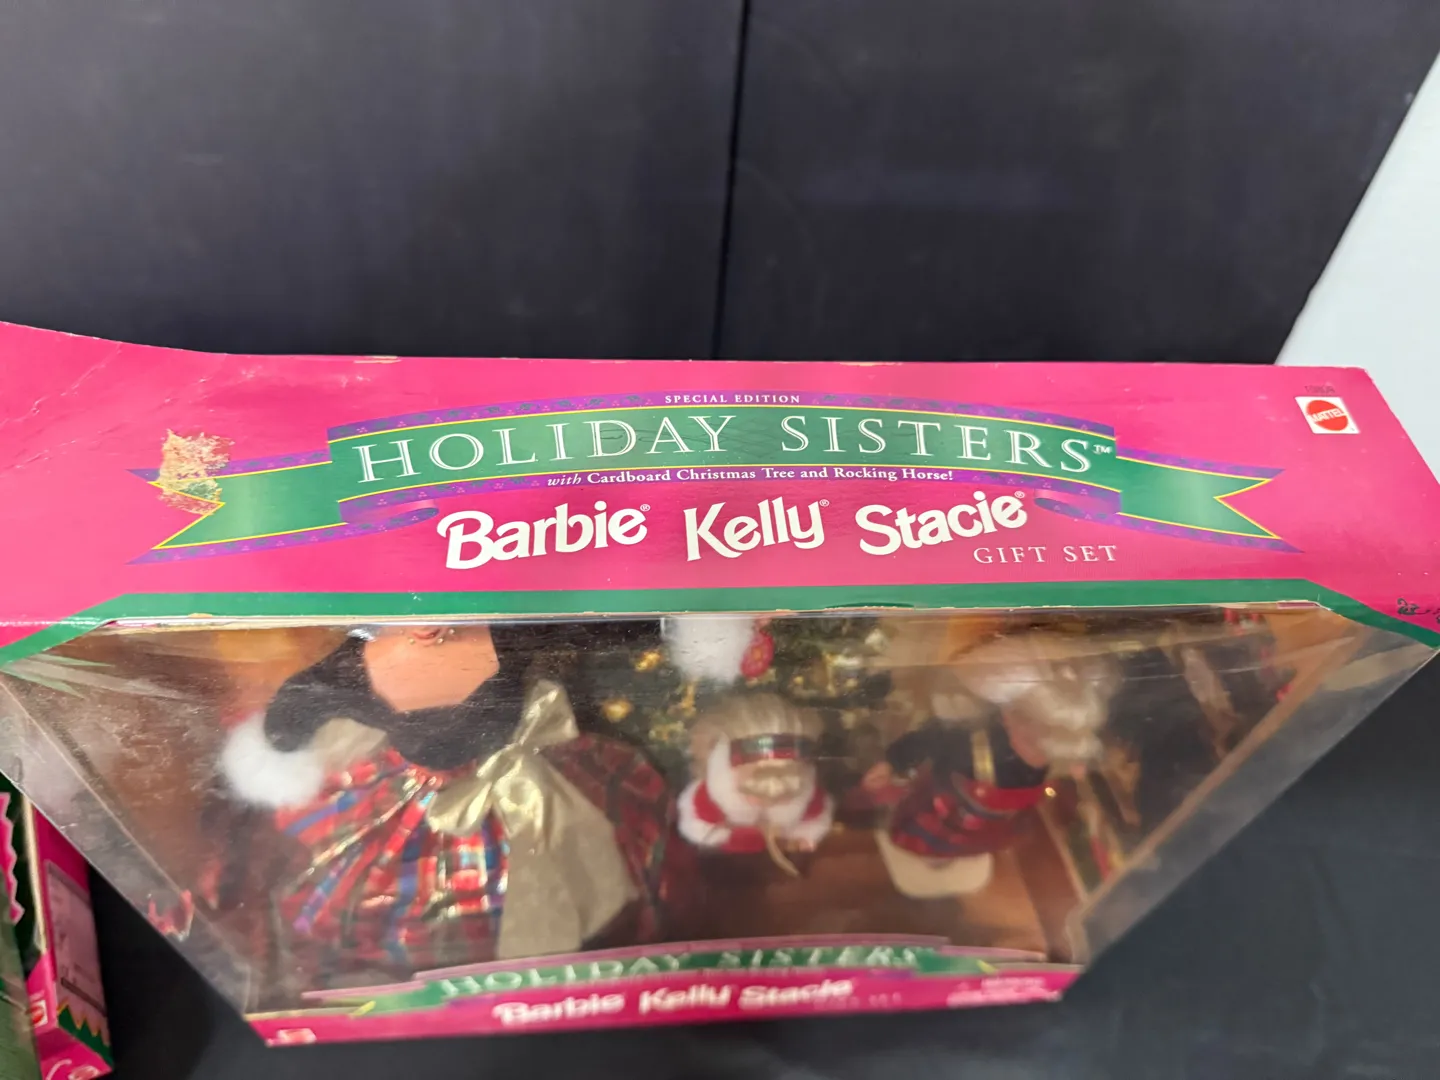 SPECIAL EDITION
HOLIDAY SISTERS™
with Cardboard Christmas Tree and Rocking Horse!
Barbie® Kelly® Stacie®
GIFT SET
MATTEL
HOLIDAY SISTERS
Barbie Kelly Stacie